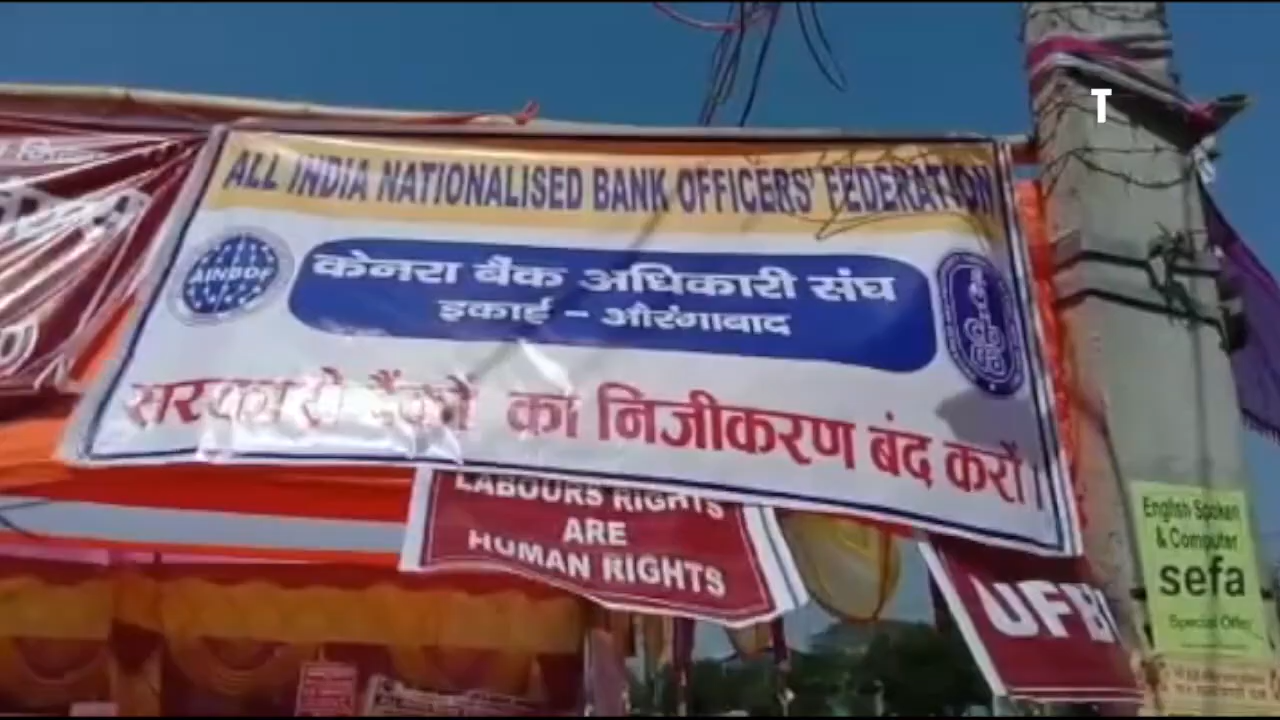 T
ALL INDIA NATIONALISED BANK OFFICERS' FEDERATION
AINBOF
केनरा बैंक अधिकारी संघ
इकाई - औरंगाबाद
सरकारी बैंकों का निजीकरण बंद करों।
LABOURS RIGHTS
ARE
HUMAN RIGHTS
UFB
English Spoken
& Computer
sefa
Special Offer